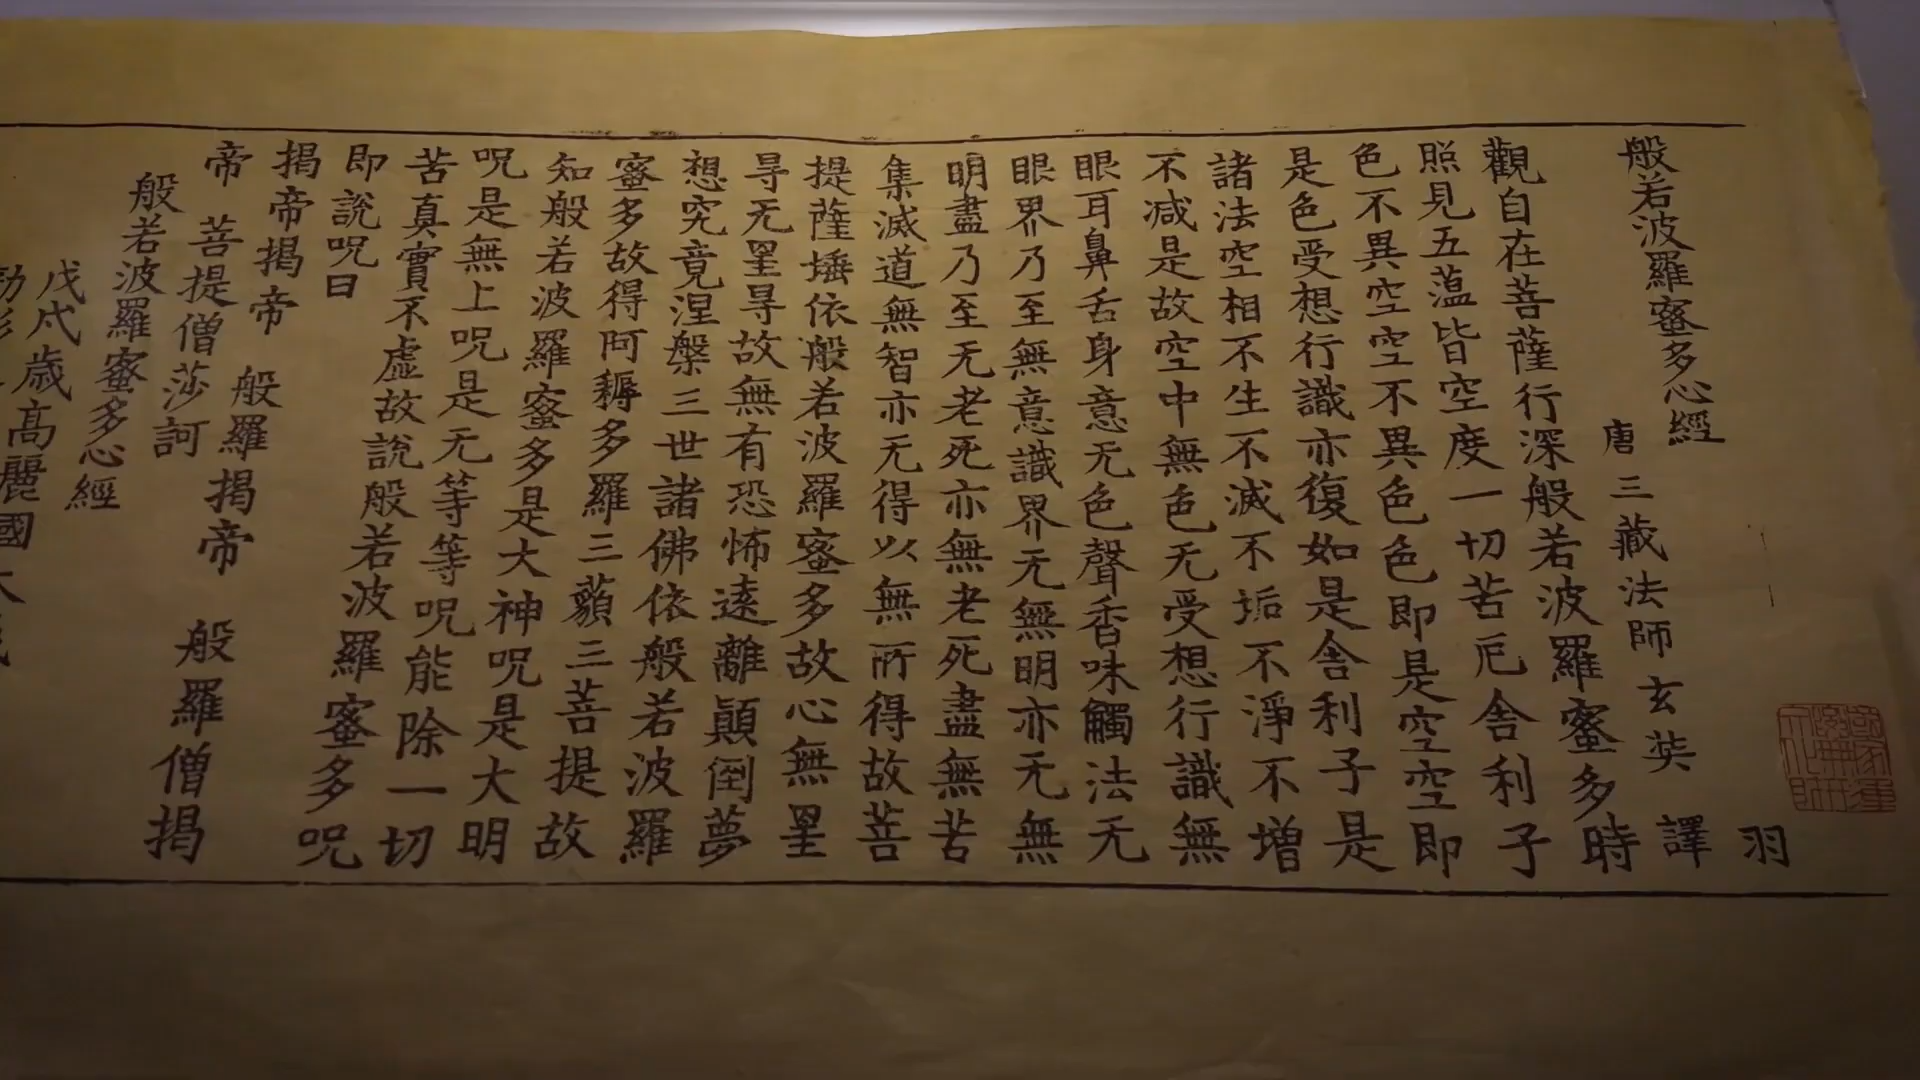 般若波羅蜜多心經 羽
唐三藏法師玄奘 譯
觀自在菩薩行深般若波羅蜜多時
照見五薀皆空度一切苦厄舍利子
色不異空空不異色色即是空空即
是色受想行識亦復如是舍利子是
諸法空相不生不滅不垢不淨不增
不減是故空中無色无受想行識無
眼耳鼻舌身意无色聲香味觸法无
眼界乃至無意識界无無明亦无無
明盡乃至无老死亦無老死盡無苦
集滅道無智亦无得以無所得故菩
提薩埵依般若波羅蜜多故心無罣
㝵无罣㝵故無有恐怖遠離顛倒夢
想究竟涅槃三世諸佛依般若波羅
蜜多故得阿耨多羅三藐三菩提故
知般若波羅蜜多是大神呪是大明
呪是無上呪是无等等呪能除一切
苦真實不虛故說般若波羅蜜多呪
即說呪曰
揭帝揭帝 般羅揭帝 般羅僧揭
帝 菩提僧莎訶
般若波羅蜜多心經
戊戌歲高麗國大